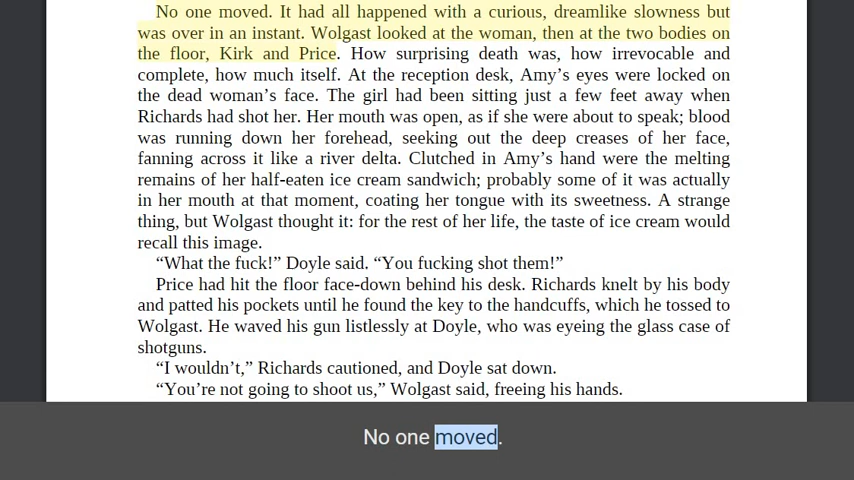 No one moved. It had all happened with a curious, dreamlike slowness but
was over in an instant. Wolgast looked at the woman, then at the two bodies on
the floor, Kirk and Price. How surprising death was, how irrevocable and
complete, how much itself. At the reception desk, Amy’s eyes were locked on
the dead woman’s face. The girl had been sitting just a few feet away when
Richards had shot her. Her mouth was open, as if she were about to speak; blood
was running down her forehead, seeking out the deep creases of her face,
fanning across it like a river delta. Clutched in Amy’s hand were the melting
remains of her half-eaten ice cream sandwich; probably some of it was actually
in her mouth at that moment, coating her tongue with its sweetness. A strange
thing, but Wolgast thought it: for the rest of her life, the taste of ice cream would
recall this image.
“What the fuck!” Doyle said. “You fucking shot them!”
Price had hit the floor face-down behind his desk. Richards knelt by his body
and patted his pockets until he found the key to the handcuffs, which he tossed to
Wolgast. He waved his gun listlessly at Doyle, who was eyeing the glass case of
shotguns.
“I wouldn’t,” Richards cautioned, and Doyle sat down.
“You’re not going to shoot us,” Wolgast said, freeing his hands.
No one moved.